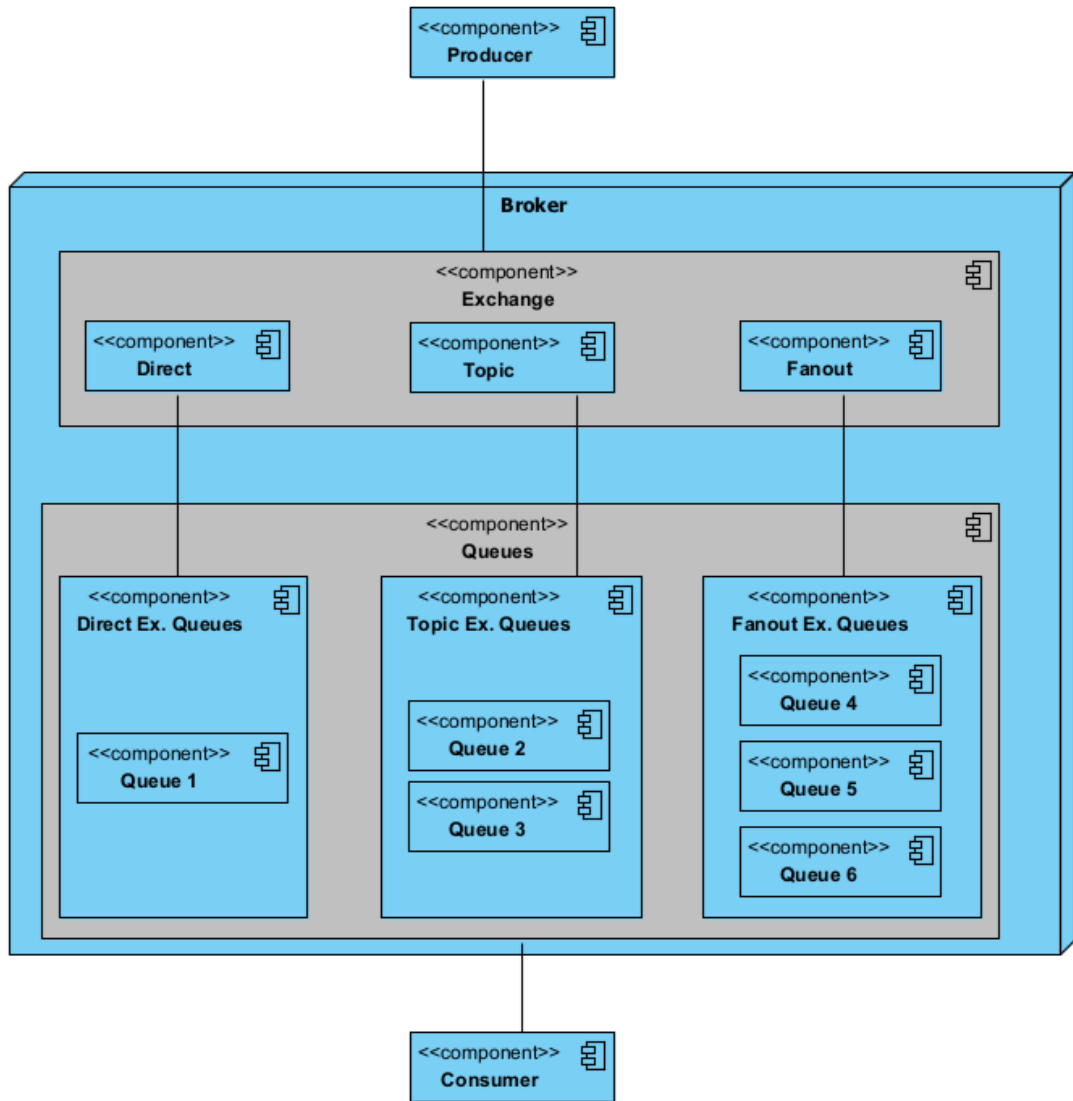 <<component>>
Producer
Broker
<<component>>
Exchange
<<component>>
Direct
<<component>>
Topic
<<component>>
Fanout
<<component>>
Queues
<<component>>
Direct Ex. Queues
<<component>>
Queue 1
<<component>>
Topic Ex. Queues
<<component>>
Queue 2
<<component>>
Queue 3
<<component>>
Fanout Ex. Queues
<<component>>
Queue 4
<<component>>
Queue 5
<<component>>
Queue 6
<<component>>
Consumer